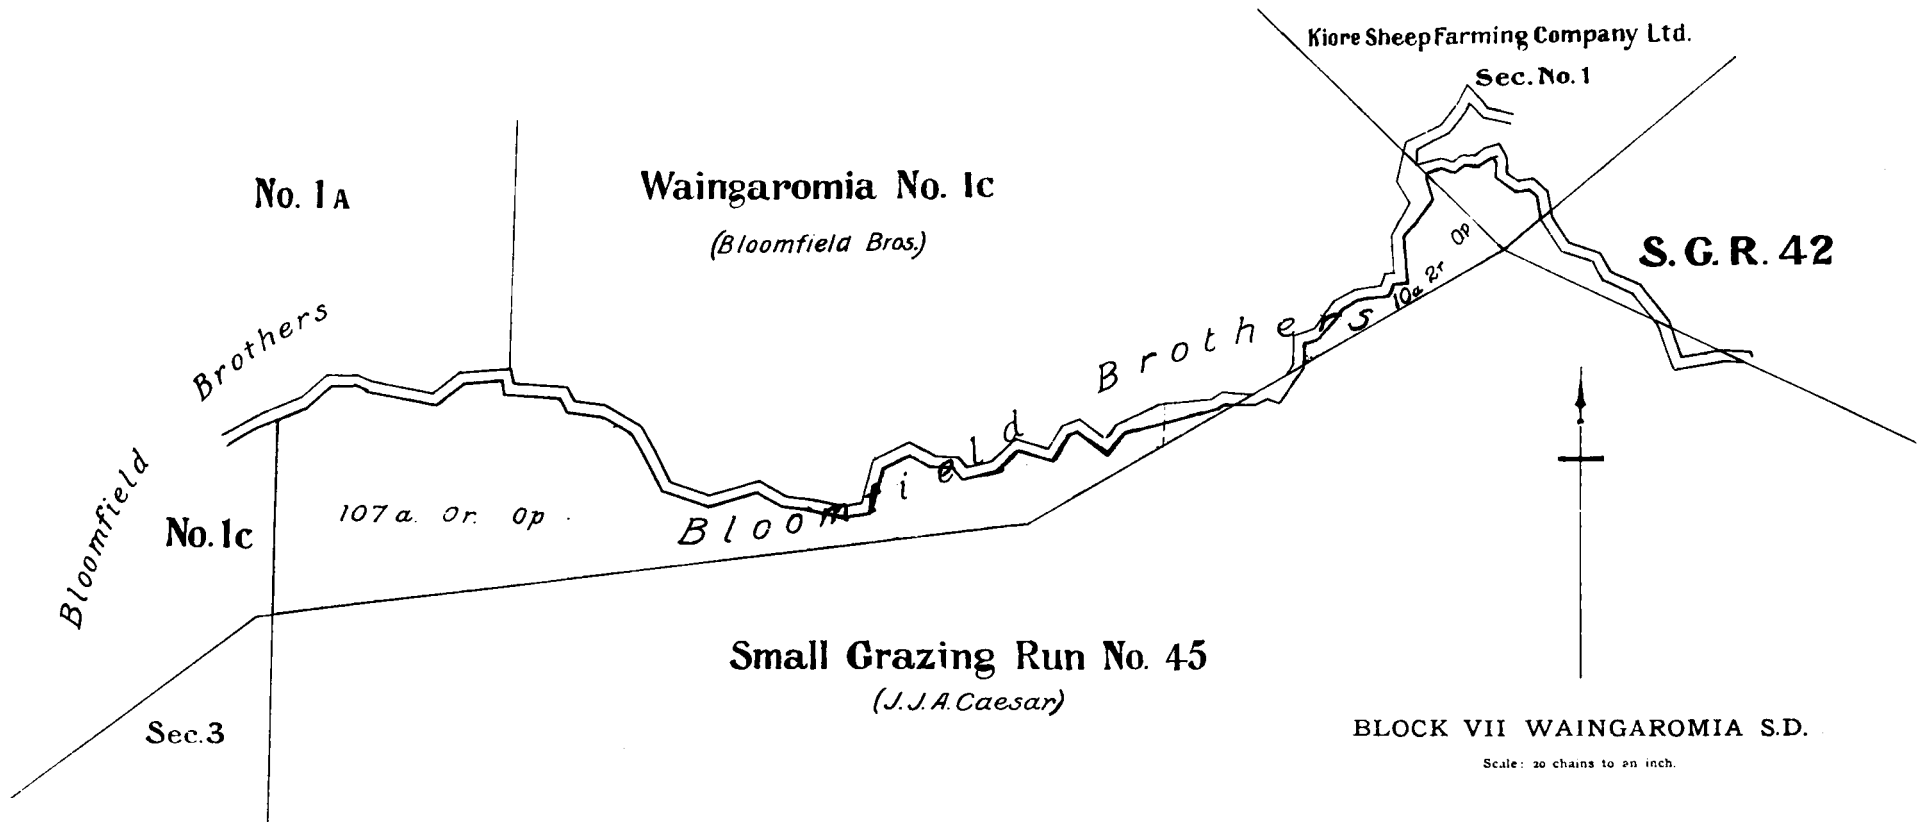 Kiore Sheep Farming Company Ltd.
Sec. No. 1
No. 1A
Waingaromia No. 1c
(Bloomfield Bros.)
S. G. R. 42
10a 2r 0p
Bloomfield Brothers
Bloomfield Brothers
No. 1c
107a. 0r. 0p.
Small Grazing Run No. 45
(J. J. A. Caesar)
Sec. 3
BLOCK VII WAINGAROMIA S.D.
Scale: 20 chains to an inch.